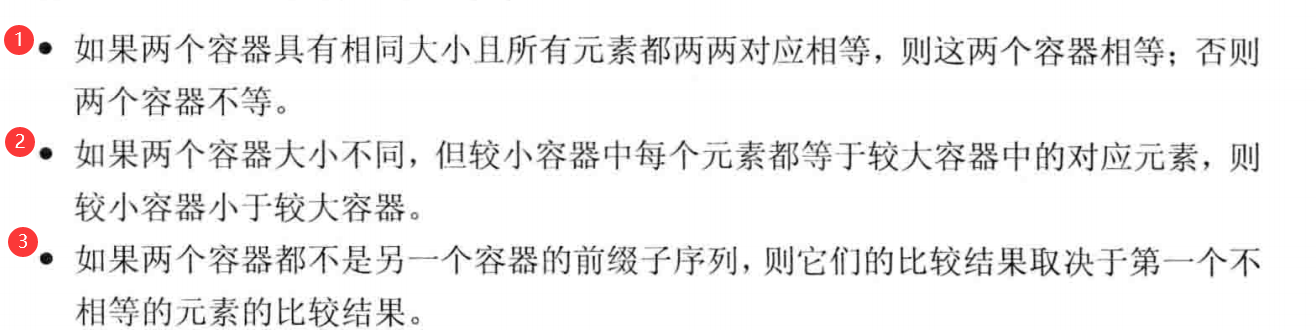 1 • 如果两个容器具有相同大小且所有元素都两两对应相等，则这两个容器相等；否则
两个容器不等。
2 • 如果两个容器大小不同，但较小容器中每个元素都等于较大容器中的对应元素，则
较小容器小于较大容器。
3 • 如果两个容器都不是另一个容器的前缀子序列，则它们的比较结果取决于第一个不
相等的元素的比较结果。